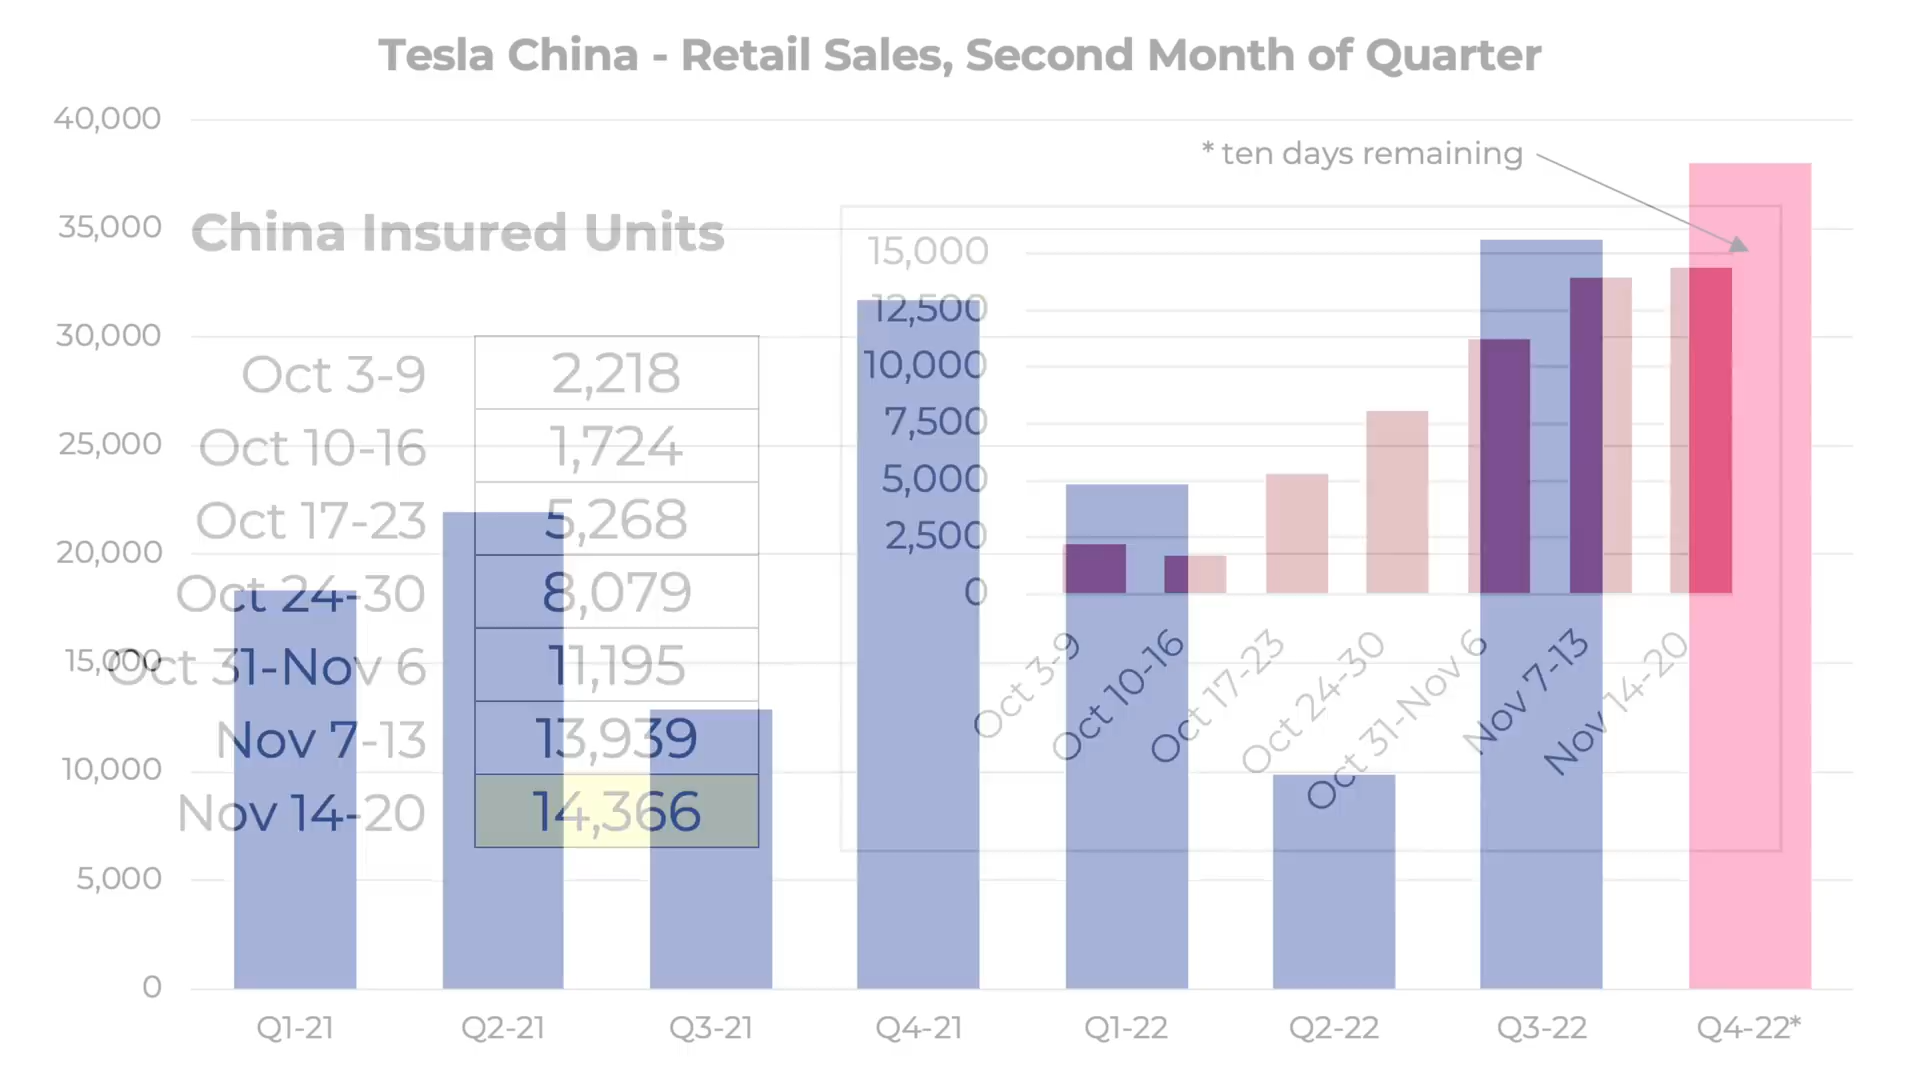 Tesla China - Retail Sales, Second Month of Quarter
40,000
35,000
30,000
25,000
20,000
15,000
10,000
5,000
0
* ten days remaining
China Insured Units
Oct 3-9 2,218
Oct 10-16 1,724
Oct 17-23 5,268
Oct 24-30 8,079
Oct 31-Nov 6 11,195
Nov 7-13 13,939
Nov 14-20 14,366
15,000
12,500
10,000
7,500
5,000
2,500
0
Oct 3-9
Oct 10-16
Oct 17-23
Oct 24-30
Oct 31-Nov 6
Nov 7-13
Nov 14-20
Q1-21 Q2-21 Q3-21 Q4-21 Q1-22 Q2-22 Q3-22 Q4-22*